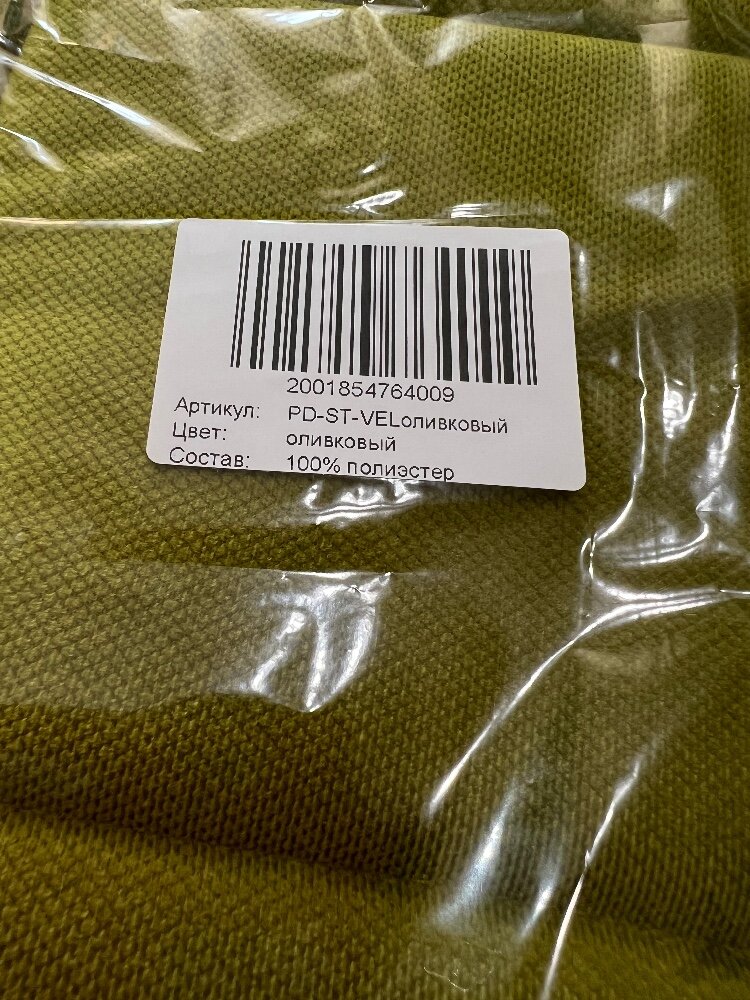 2001854764009
Артикул: PD-ST-VELоливковый
Цвет: оливковый
Состав: 100% полиэстер